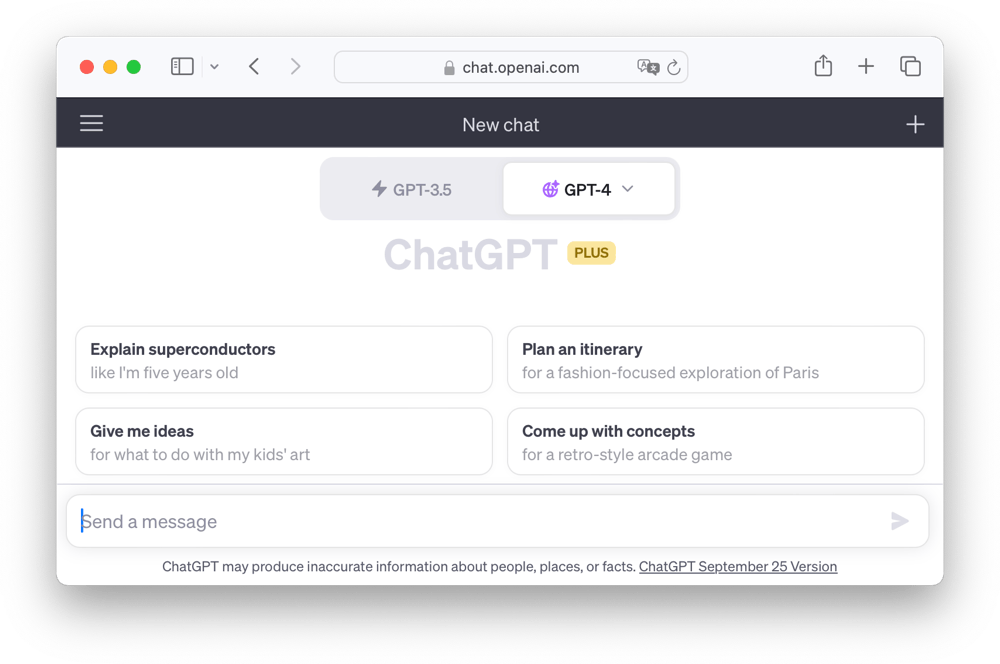 chat.openai.com
New chat
GPT-3.5
GPT-4
ChatGPT PLUS
Explain superconductors
like I'm five years old
Plan an itinerary
for a fashion-focused exploration of Paris
Give me ideas
for what to do with my kids' art
Come up with concepts
for a retro-style arcade game
Send a message
ChatGPT may produce inaccurate information about people, places, or facts. ChatGPT September 25 Version